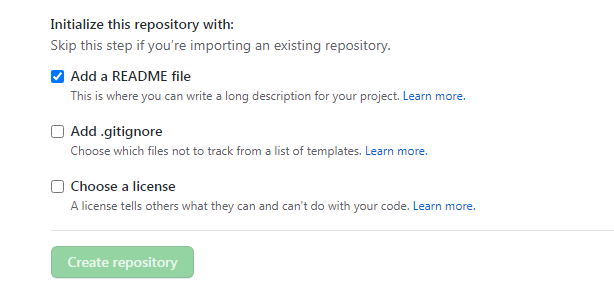 Initialize this repository with:
Skip this step if you're importing an existing repository.
Add a README file
This is where you can write a long description for your project. Learn more.
Add .gitignore
Choose which files not to track from a list of templates. Learn more.
Choose a license
A license tells others what they can and can't do with your code. Learn more.
Create repository